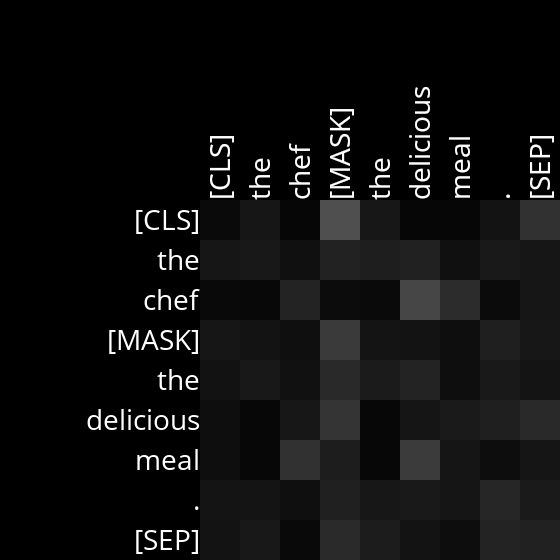 [CLS]
the
chef
[MASK]
the
delicious
meal
.
[SEP]
[CLS]
the
chef
[MASK]
the
delicious
meal
.
[SEP]